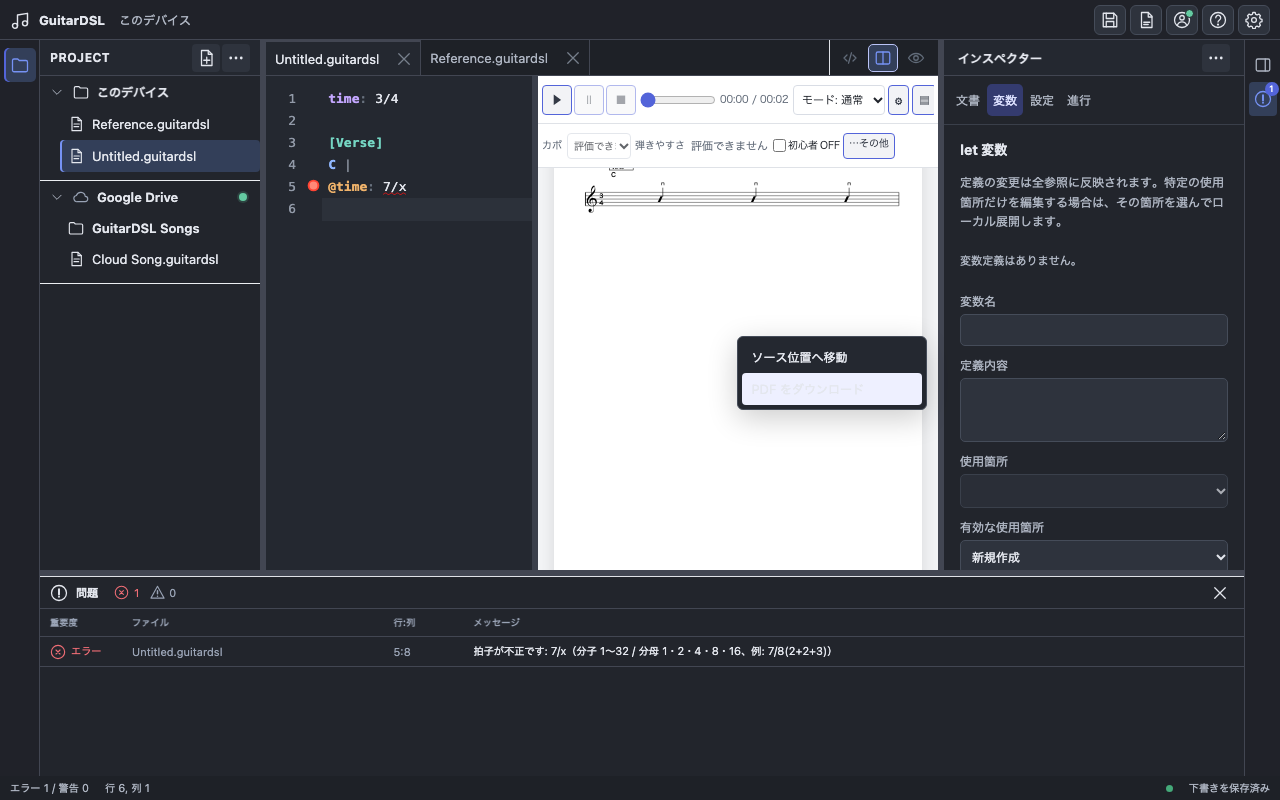 GuitarDSL このデバイス
PROJECT
このデバイス
Reference.guitardsl
Untitled.guitardsl
Google Drive
GuitarDSL Songs
Cloud Song.guitardsl
Untitled.guitardsl
Reference.guitardsl
1 time: 3/4
2
3 [Verse]
4 C |
5 @time: 7/x
6
00:00 / 00:02
モード: 通常
カポ
評価でき:
弾きやすさ
評価できません
初心者 OFF
…その他
C
3
4
ソース位置へ移動
PDF をダウンロード
インスペクター
文書
変数
設定
進行
1
let 変数
定義の変更は全参照に反映されます。特定の使用
箇所だけを編集する場合は、その箇所を選んでロ
ーカル展開します。
変数定義はありません。
変数名
定義内容
使用箇所
有効な使用箇所
新規作成
問題 1 0
重要度 ファイル 行:列 メッセージ
エラー Untitled.guitardsl 5:8 拍子が不正です: 7/x（分子 1〜32 / 分母 1・2・4・8・16、例: 7/8(2+2+3)）
エラー 1 / 警告 0 行 6, 列 1 下書きを保存済み